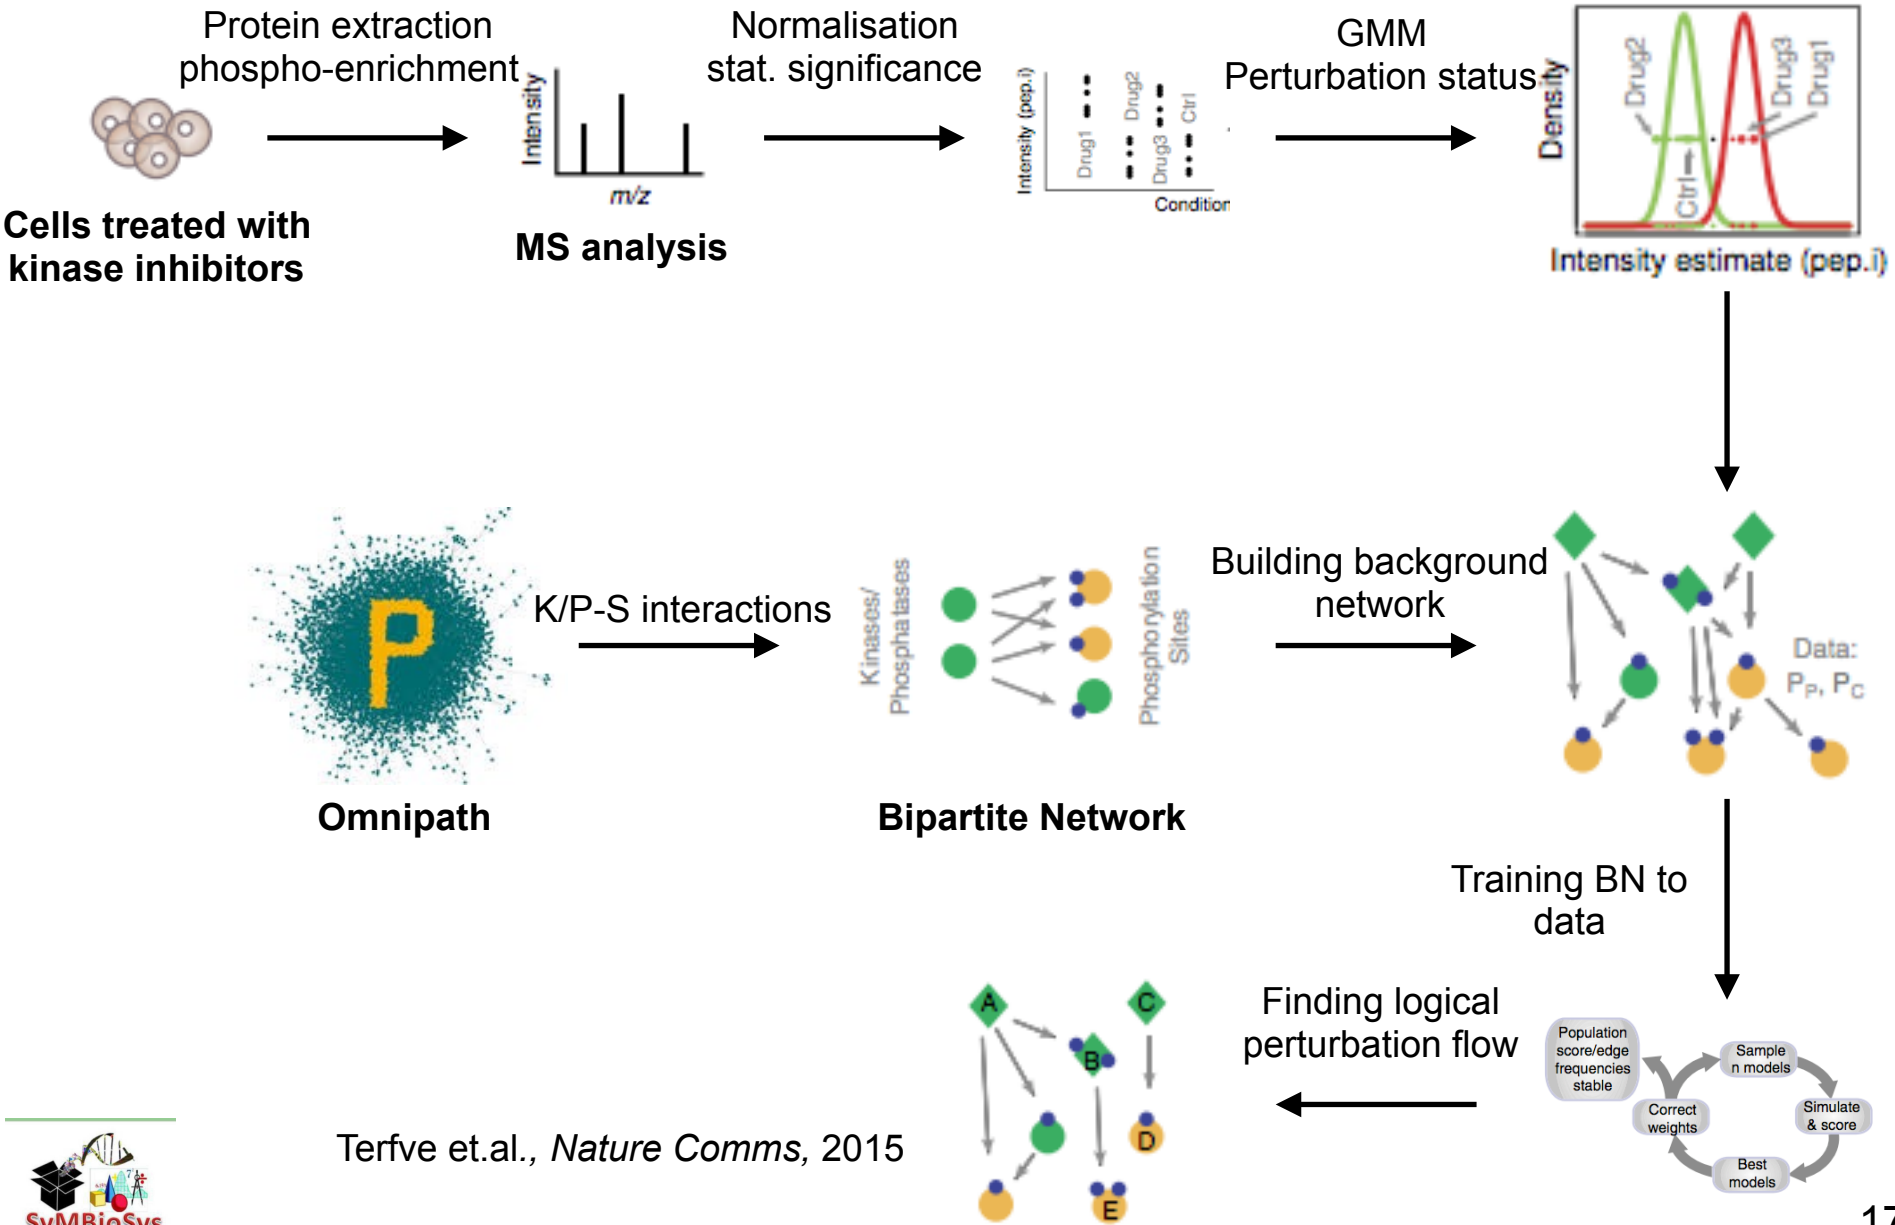 Protein extraction
phospho-enrichment
Normalisation
stat. significance
GMM
Perturbation status
Cells treated with
kinase inhibitors
Intensity
m/z
MS analysis
Intensity (pep.i)
Drug1
Drug2
Drug3
Ctrl
Condition
Density
Drug2
Ctrl
Drug3
Drug1
Intensity estimate (pep.i)
P
Omnipath
K/P-S interactions
Kinases/
Phosphatases
Phosphorylation
Sites
Bipartite Network
Building background
network
Data:
PP, PC
Training BN to
data
Population
score/edge
frequencies
stable
Sample
n models
Simulate
& score
Best
models
Correct
weights
Finding logical
perturbation flow
A
C
B
D
E
Terfve et.al., Nature Comms, 2015
SyMBioSys
17